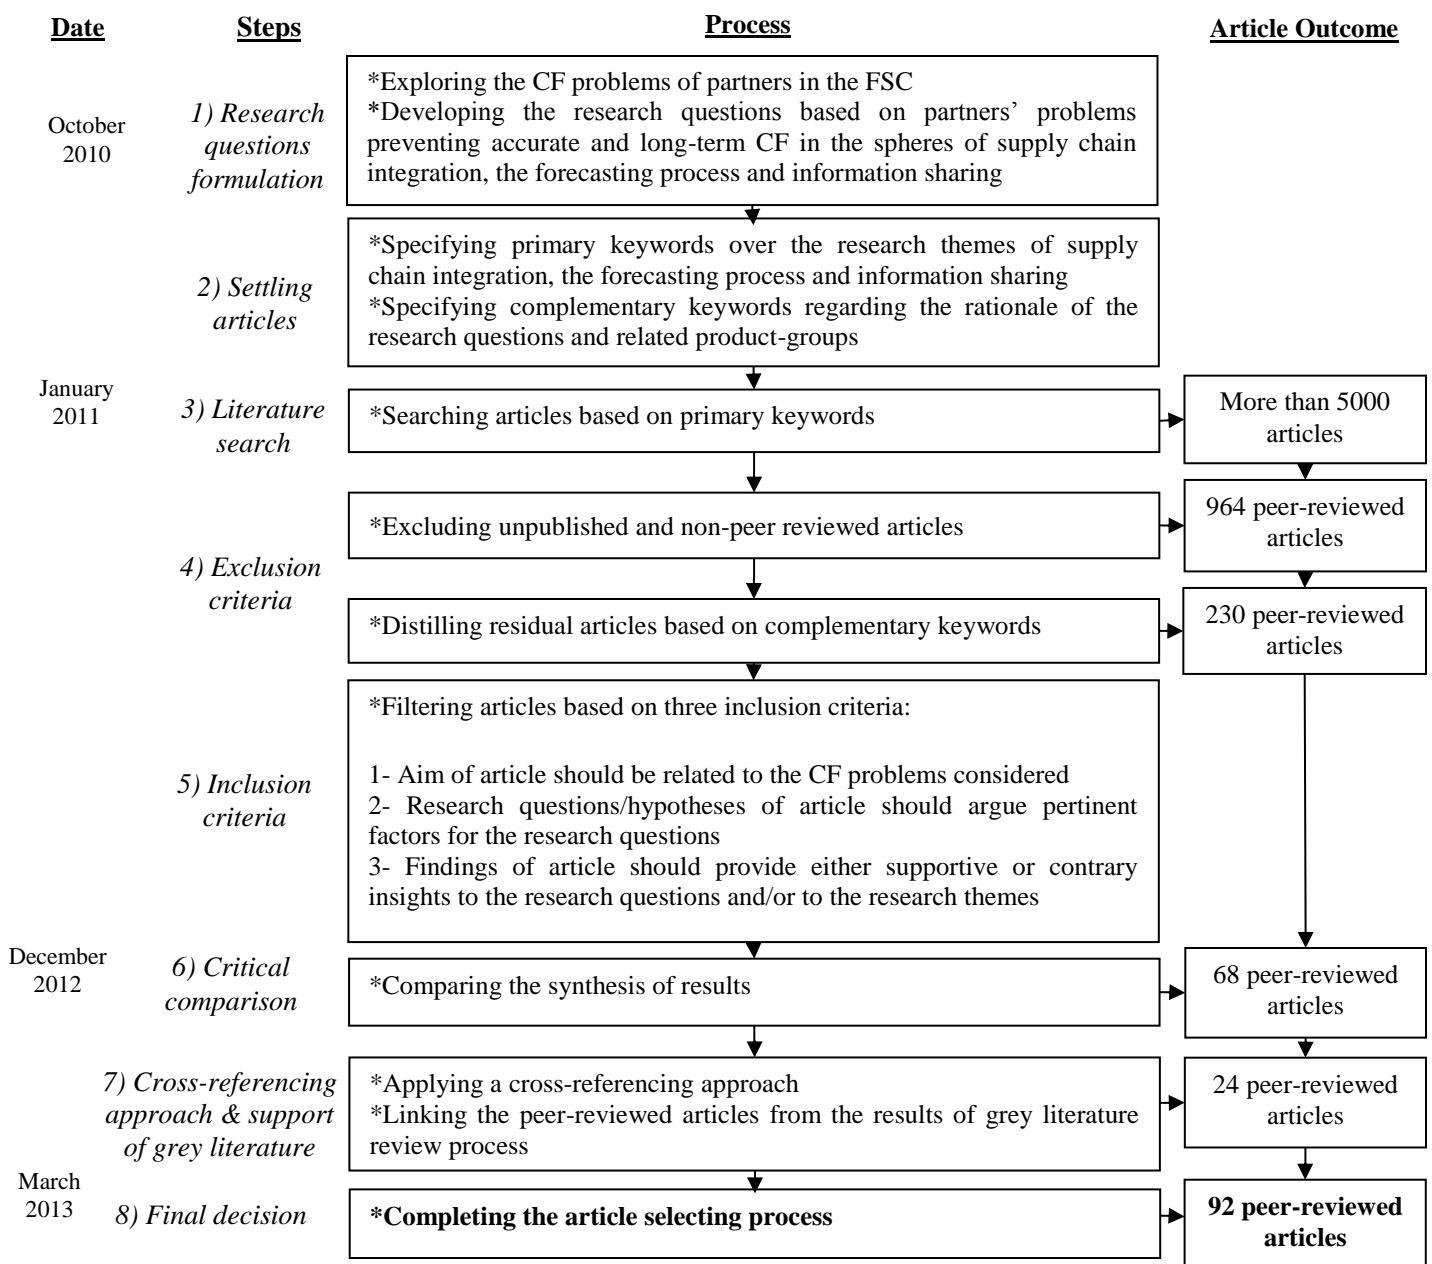 Date
Steps
Process
Article Outcome
October
2010
1) Research
questions
formulation
*Exploring the CF problems of partners in the FSC
*Developing the research questions based on partners' problems
preventing accurate and long-term CF in the spheres of supply chain
integration, the forecasting process and information sharing
2) Settling
articles
*Specifying primary keywords over the research themes of supply
chain integration, the forecasting process and information sharing
*Specifying complementary keywords regarding the rationale of the
research questions and related product-groups
January
2011
3) Literature
search
*Searching articles based on primary keywords
More than 5000
articles
4) Exclusion
criteria
*Excluding unpublished and non-peer reviewed articles
964 peer-reviewed
articles
*Distilling residual articles based on complementary keywords
230 peer-reviewed
articles
5) Inclusion
criteria
*Filtering articles based on three inclusion criteria:
1- Aim of article should be related to the CF problems considered
2- Research questions/hypotheses of article should argue pertinent
factors for the research questions
3- Findings of article should provide either supportive or contrary
insights to the research questions and/or to the research themes
December
2012
6) Critical
comparison
*Comparing the synthesis of results
68 peer-reviewed
articles
7) Cross-referencing
approach & support
of grey literature
*Applying a cross-referencing approach
*Linking the peer-reviewed articles from the results of grey literature
review process
24 peer-reviewed
articles
March
2013
8) Final decision
*Completing the article selecting process
92 peer-reviewed
articles